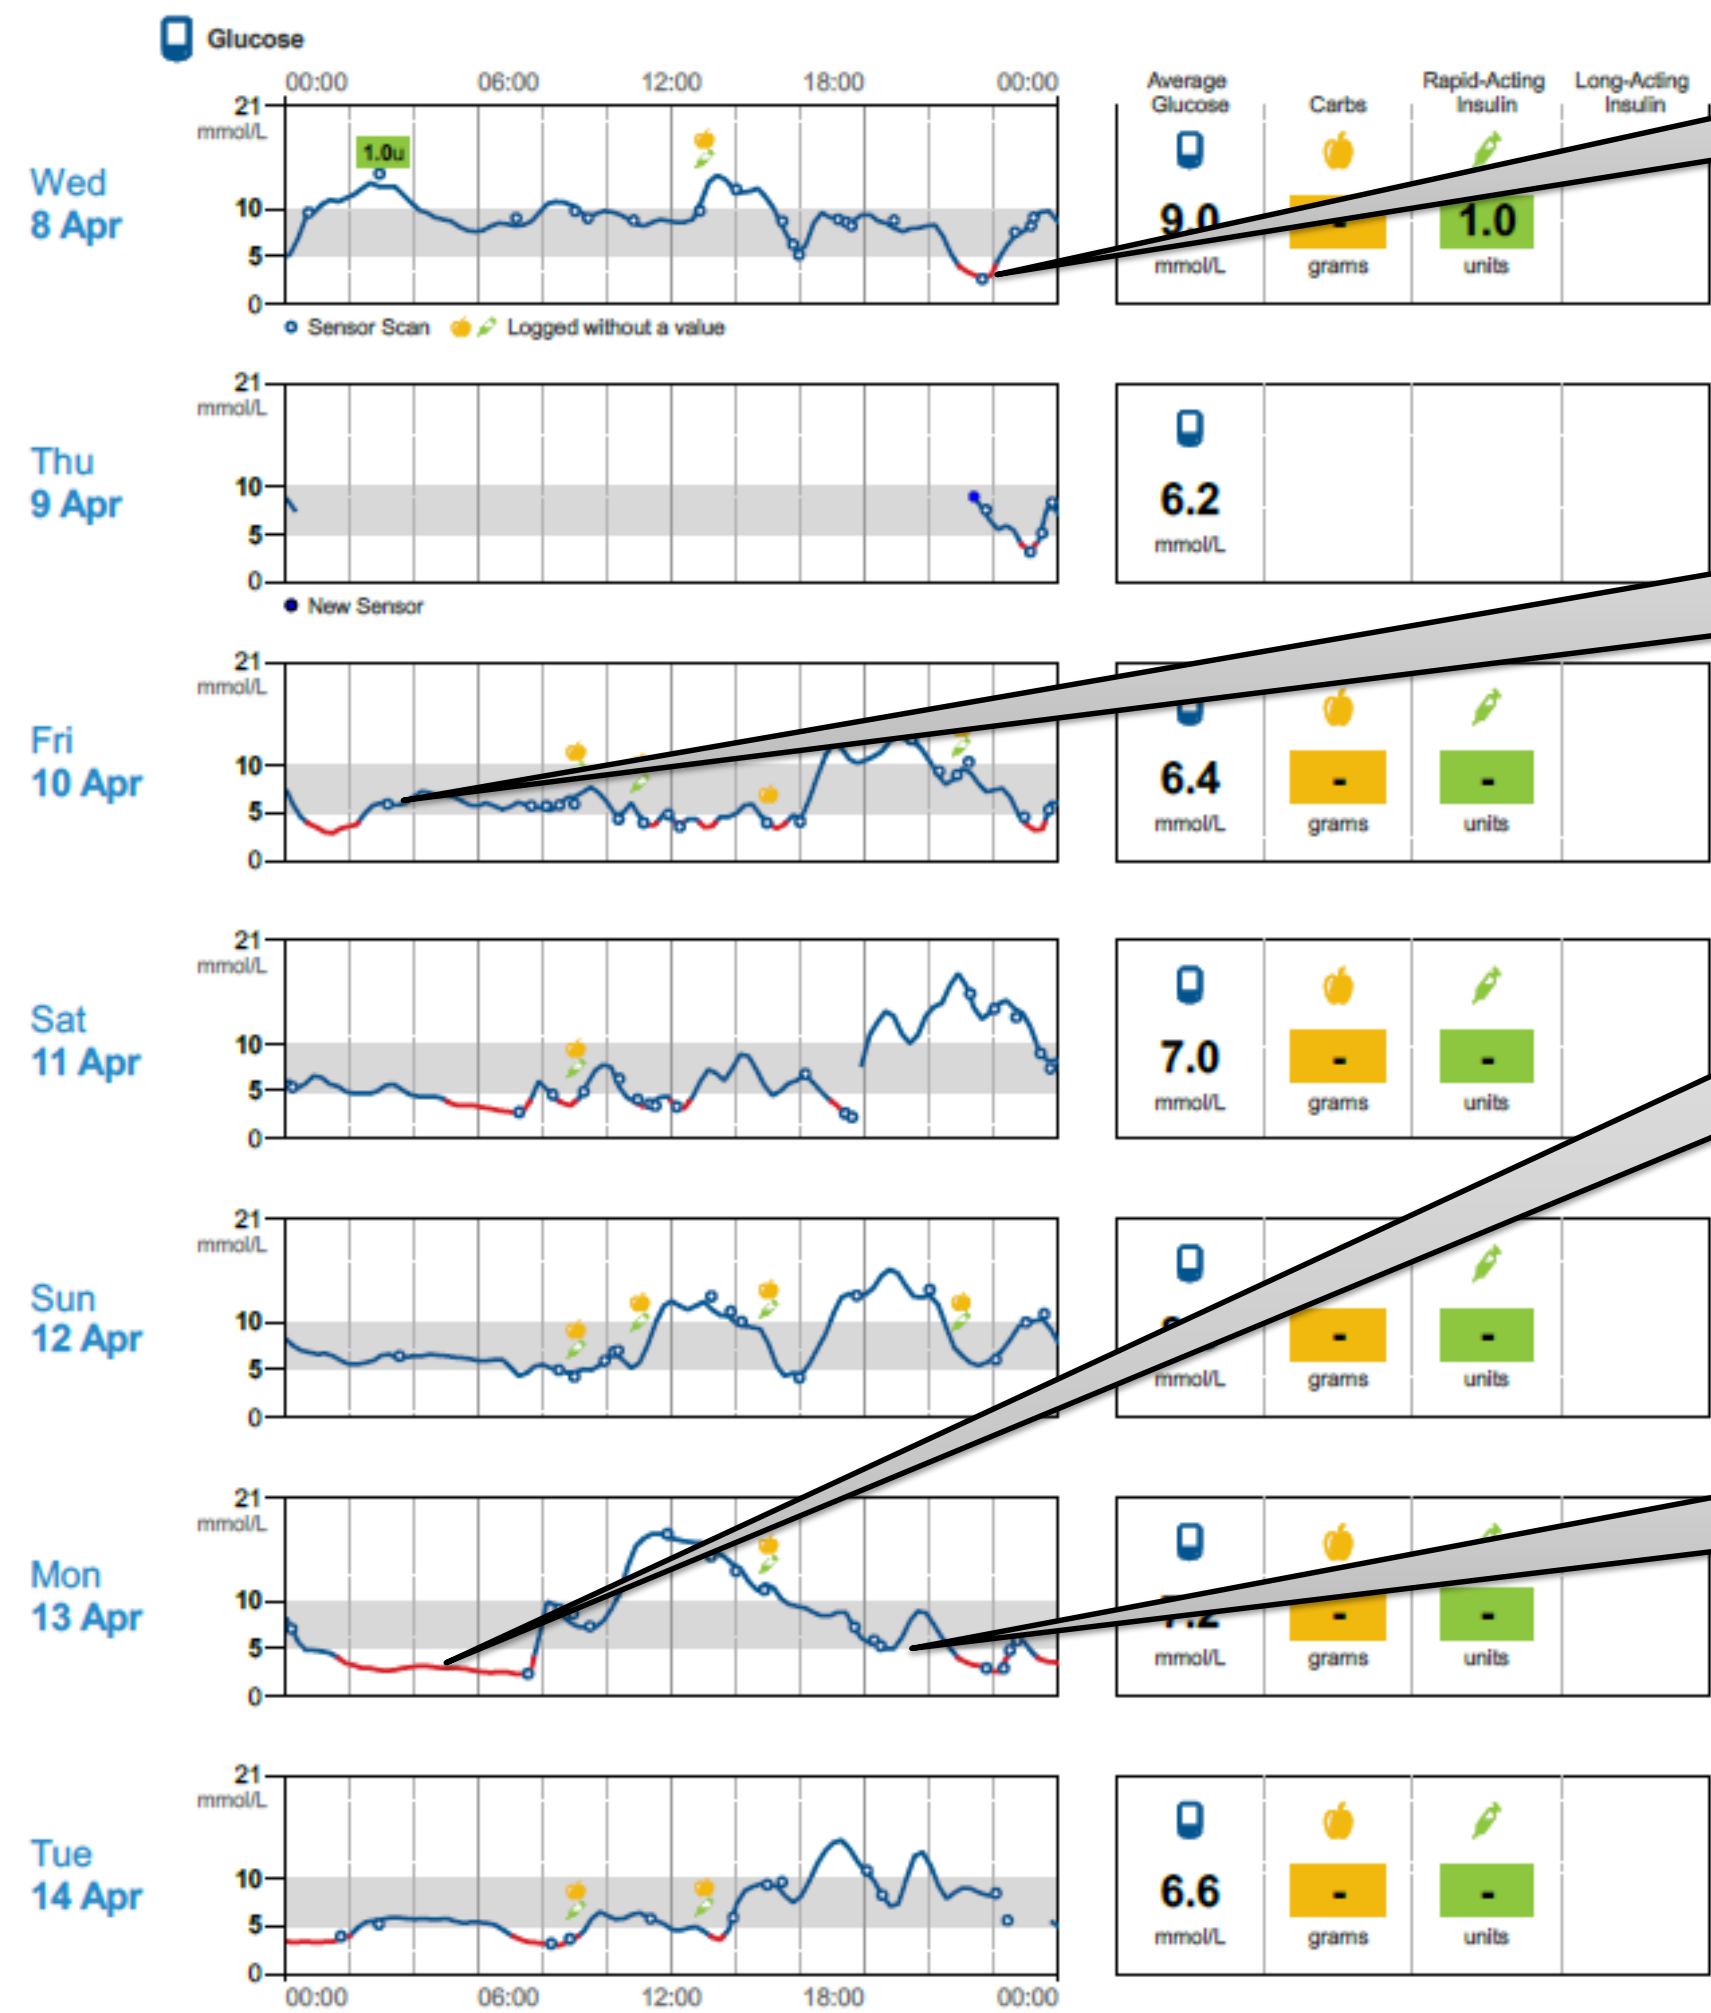 Glucose
00:00 06:00 12:00 18:00 00:00
Average Glucose Carbs Rapid-Acting Insulin Long-Acting Insulin
Wed
8 Apr
21
mmol/L
10
5
0
1.0u
9.0
mmol/L
-
grams
1.0
units
Sensor Scan Logged without a value
Thu
9 Apr
21
mmol/L
10
5
0
6.2
mmol/L
New Sensor
Fri
10 Apr
21
mmol/L
10
5
0
6.4
mmol/L
-
grams
-
units
Sat
11 Apr
21
mmol/L
10
5
0
7.0
mmol/L
-
grams
-
units
Sun
12 Apr
21
mmol/L
10
5
0
mmol/L
-
grams
-
units
Mon
13 Apr
21
mmol/L
10
5
0
7.2
mmol/L
-
grams
-
units
Tue
14 Apr
21
mmol/L
10
5
0
6.6
mmol/L
-
grams
-
units
00:00 06:00 12:00 18:00 00:00